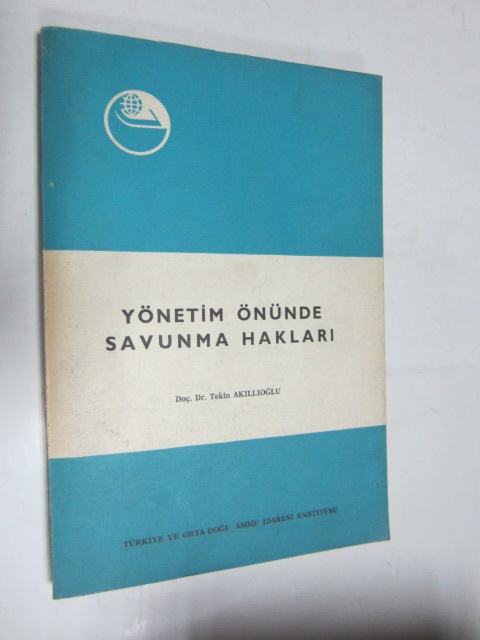 YÖNETİM ÖNÜNDE
SAVUNMA HAKLARI
Doç. Dr. Tekin AKILLIOĞLU
TÜRKİYE VE ORTA DOĞU AMME İDARESİ ENSTİTÜSÜ